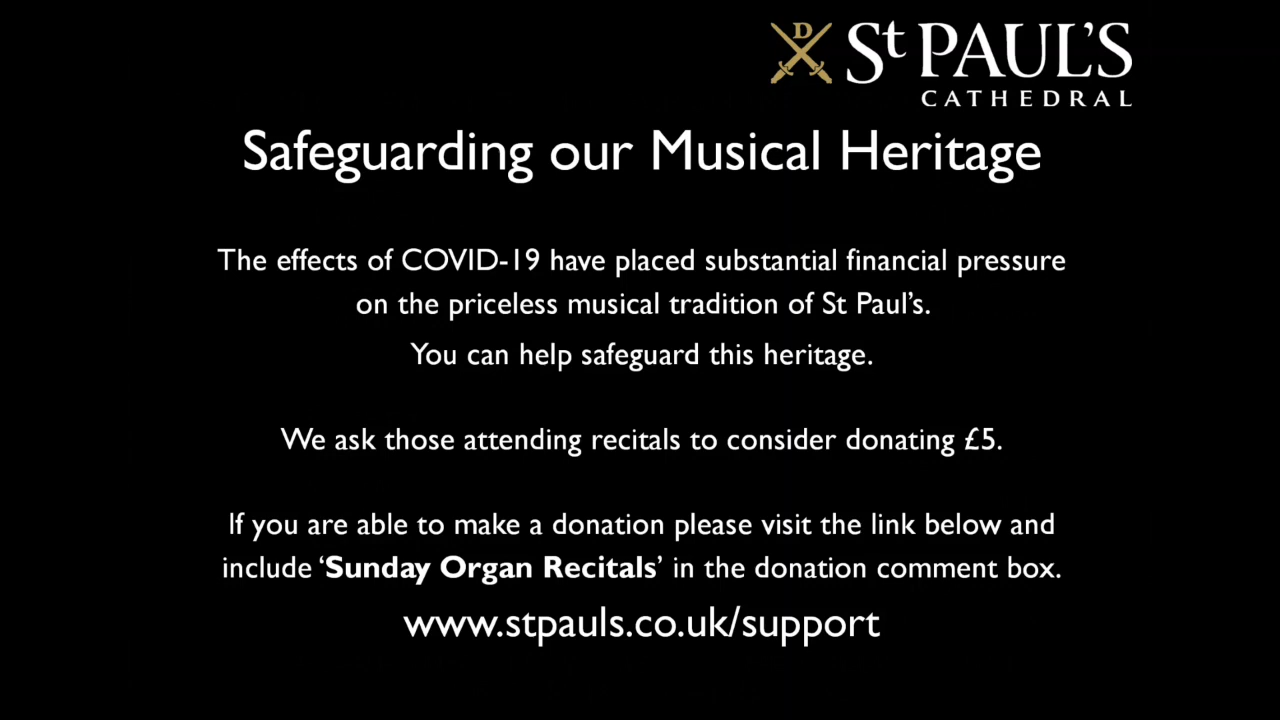 D
St PAUL'S
CATHEDRAL
Safeguarding our Musical Heritage
The effects of COVID-19 have placed substantial financial pressure
on the priceless musical tradition of St Paul’s.
You can help safeguard this heritage.
We ask those attending recitals to consider donating £5.
If you are able to make a donation please visit the link below and
include ‘Sunday Organ Recitals’ in the donation comment box.
www.stpauls.co.uk/support